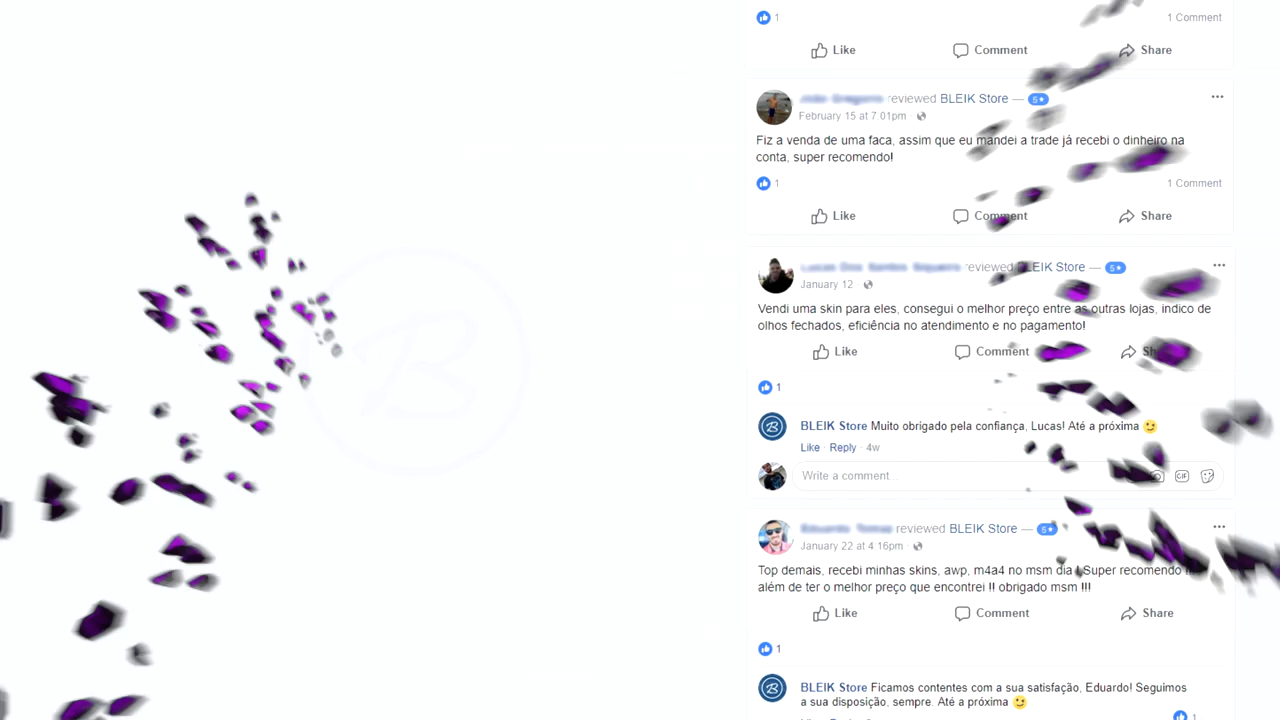 1
1 Comment
Like
Comment
Share
reviewed BLEIK Store — 5★
February 15 at 7:01pm
Fiz a venda de uma faca, assim que eu mandei a trade já recebi o dinheiro na
conta, super recomendo!
1
1 Comment
Like
Comment
Share
reviewed BLEIK Store — 5★
January 12
Vendi uma skin para eles, consegui o melhor preço entre as outras lojas, indico de
olhos fechados, eficiência no atendimento e no pagamento!
Like
Comment
1
BLEIK Store Muito obrigado pela confiança, Lucas! Até a próxima 😉
Like · Reply · 4w
Write a comment...
GIF
reviewed BLEIK Store — 5★
January 22 at 4:16pm
Top demais, recebi minhas skins, awp, m4a4 no msm dia ! Super recomendo
além de ter o melhor preço que encontrei !! obrigado msm !!!
Like
Comment
Share
1
BLEIK Store Ficamos contentes com a sua satisfação, Eduardo! Seguimos
a sua disposição, sempre. Até a próxima 😉
1
B